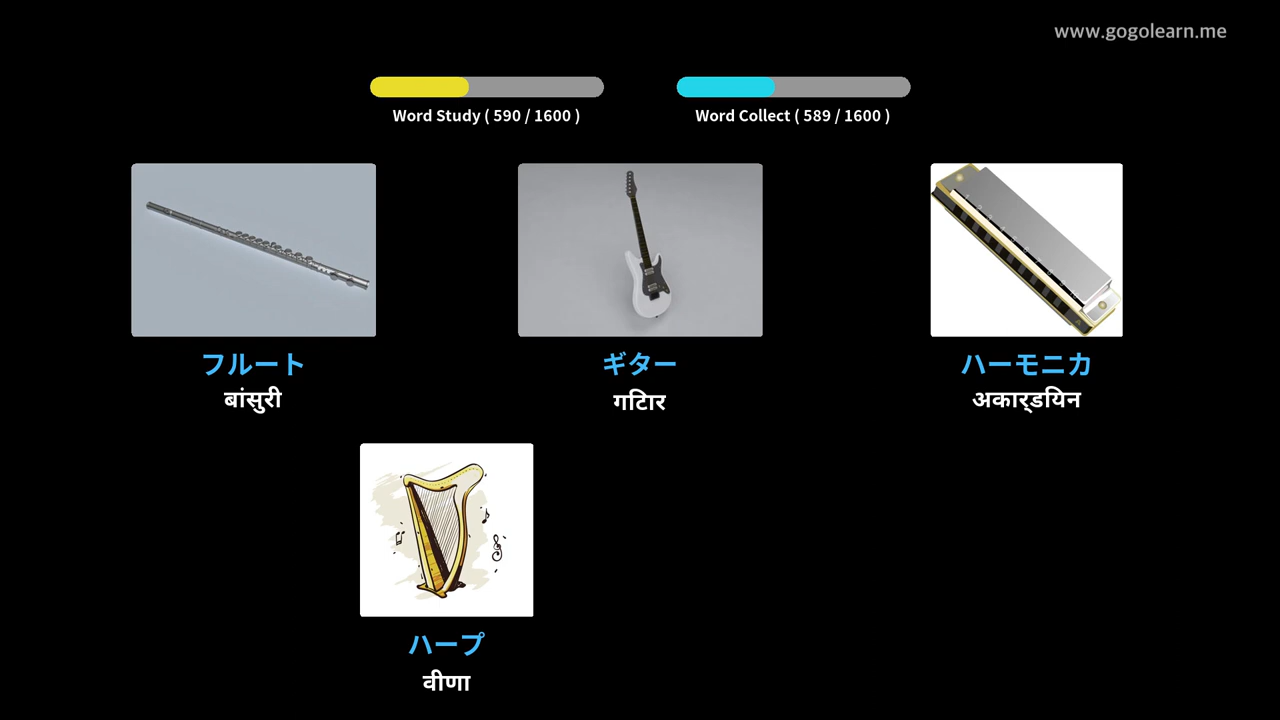 www.gogolearn.me
Word Study ( 590 / 1600 )
Word Collect ( 589 / 1600 )
フルート
ギター
ハーモニカ
बांसुरी
गटिार
अकार्डयिन
ハープ
वीणा